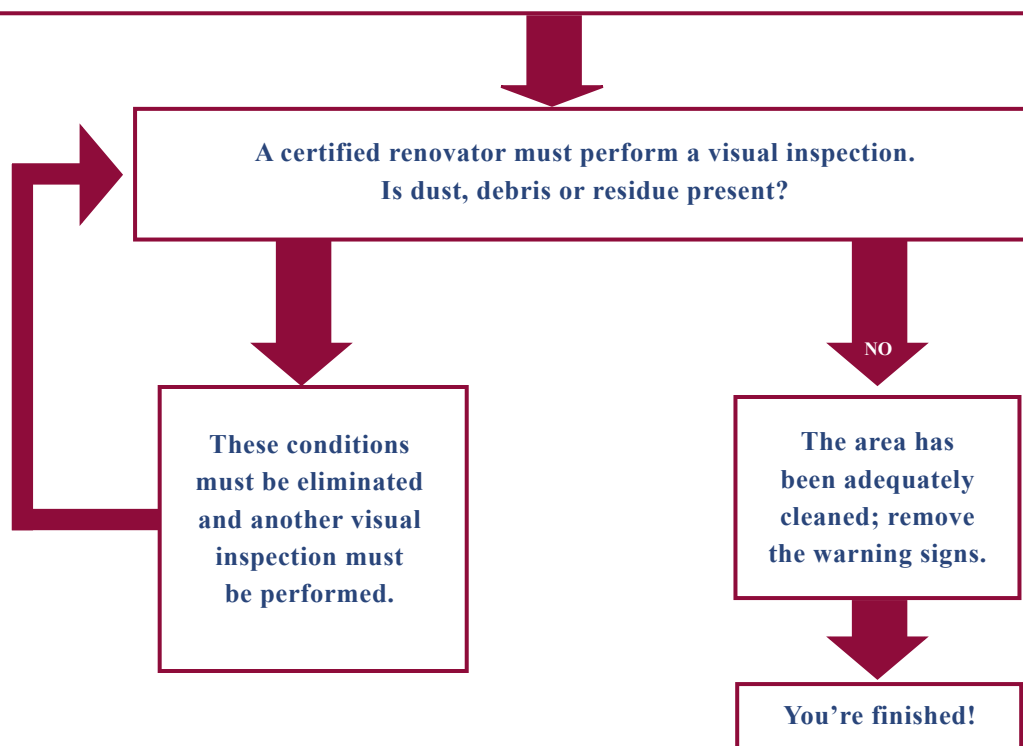 A certified renovator must perform a visual inspection.
Is dust, debris or residue present?
NO
These conditions
must be eliminated
and another visual
inspection must
be performed.
The area has
been adequately
cleaned; remove
the warning signs.
You’re finished!